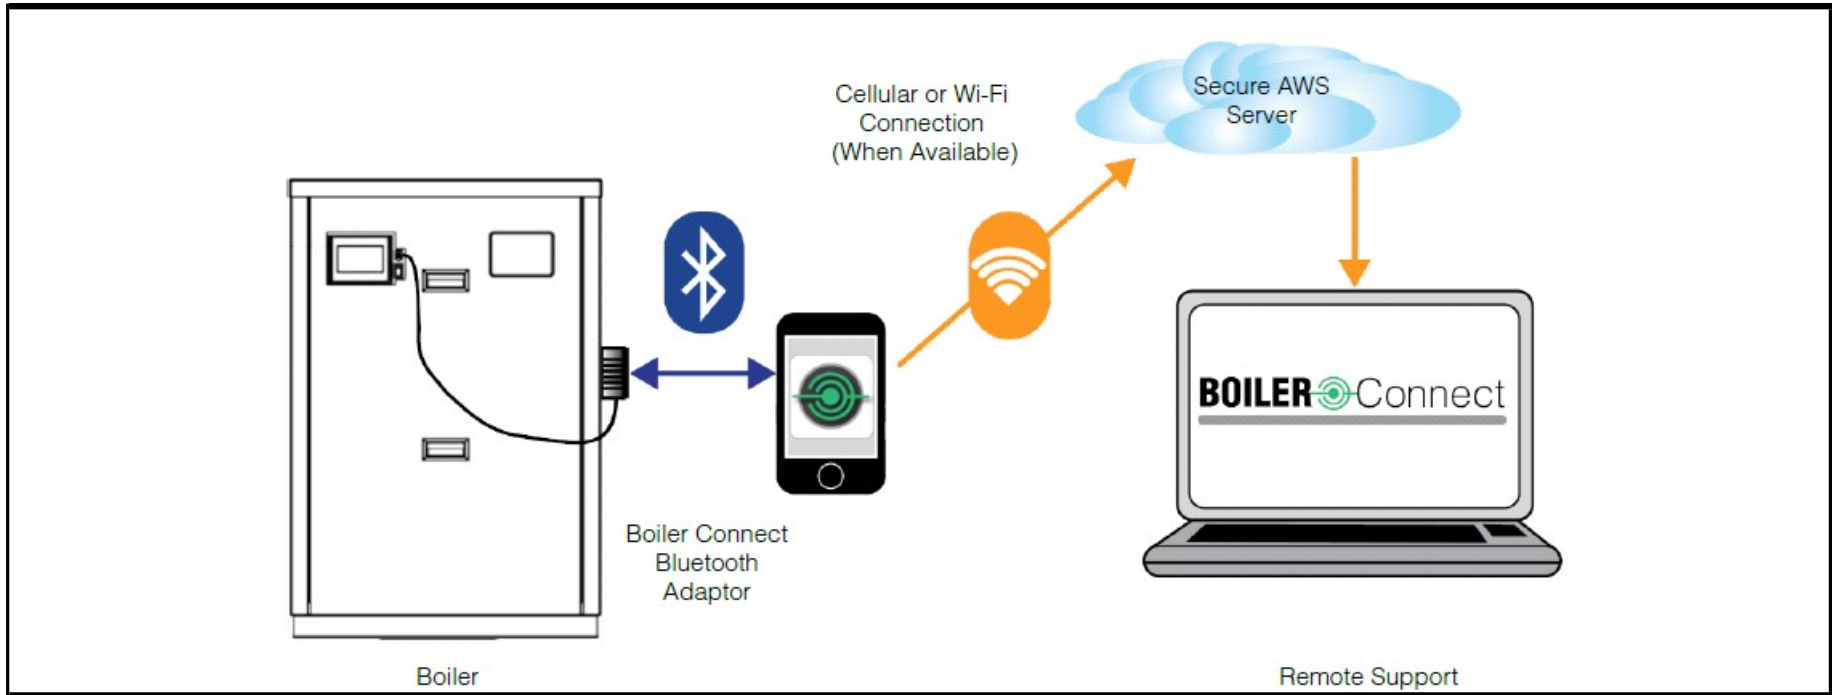 Cellular or Wi-Fi
Connection
(When Available)
Secure AWS
Server
BOILER Connect
Boiler Connect
Bluetooth
Adaptor
Boiler
Remote Support